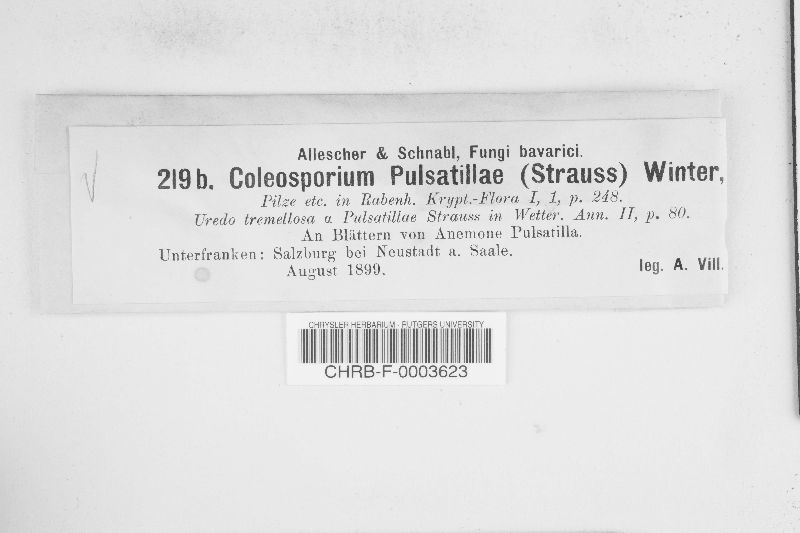 Allescher & Schnabl, Fungi bavarici.
219b. Coleosporium Pulsatillae (Strauss) Winter,
Pilze etc. in Rabenh. Krypt.-Flora I, 1, p. 248.
Uredo tremellosa a Pulsatillae Strauss in Wetter. Ann. II, p. 80.
An Blättern von Anemone Pulsatilla.
Unterfranken: Salzburg bei Neustadt a. Saale.
August 1899.
leg. A. Vill.
CHRYSLER HERBARIUM - RUTGERS UNIVERSITY
CHRB-F-0003623